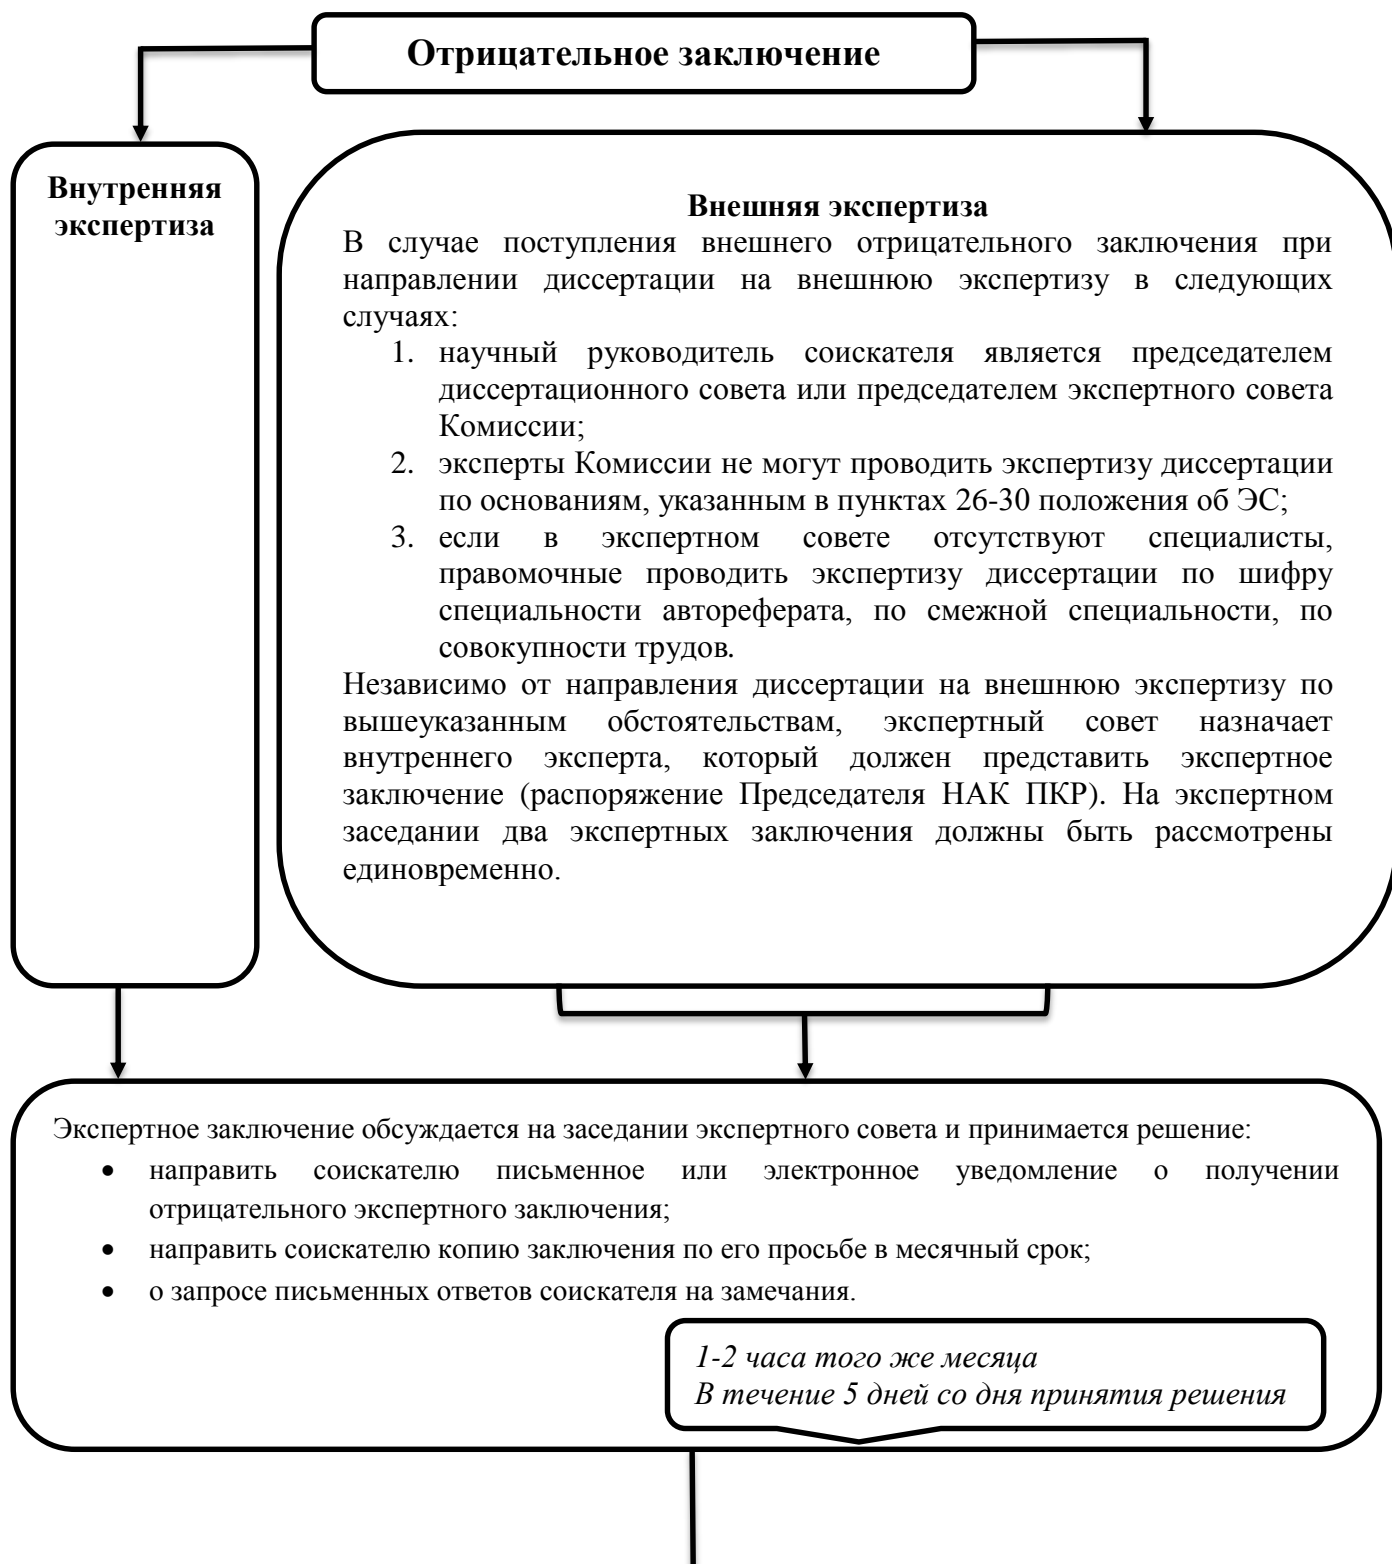 Отрицательное заключение
Внутренняя
экспертиза
Внешняя экспертиза
В случае поступления внешнего отрицательного заключения при
направлении диссертации на внешнюю экспертизу в следующих
случаях:
1. научный руководитель соискателя является председателем
диссертационного совета или председателем экспертного совета
Комиссии;
2. эксперты Комиссии не могут проводить экспертизу диссертации
по основаниям, указанным в пунктах 26-30 положения об ЭС;
3. если в экспертном совете отсутствуют специалисты,
правомочные проводить экспертизу диссертации по шифру
специальности автореферата, по смежной специальности, по
совокупности трудов.
Независимо от направления диссертации на внешнюю экспертизу по
вышеуказанным обстоятельствам, экспертный совет назначает
внутреннего эксперта, который должен представить экспертное
заключение (распоряжение Председателя НАК ПКР). На экспертном
заседании два экспертных заключения должны быть рассмотрены
единовременно.
Экспертное заключение обсуждается на заседании экспертного совета и принимается решение:
• направить соискателю письменное или электронное уведомление о получении
отрицательного экспертного заключения;
• направить соискателю копию заключения по его просьбе в месячный срок;
• о запросе письменных ответов соискателя на замечания.
1-2 часа того же месяца
В течение 5 дней со дня принятия решения